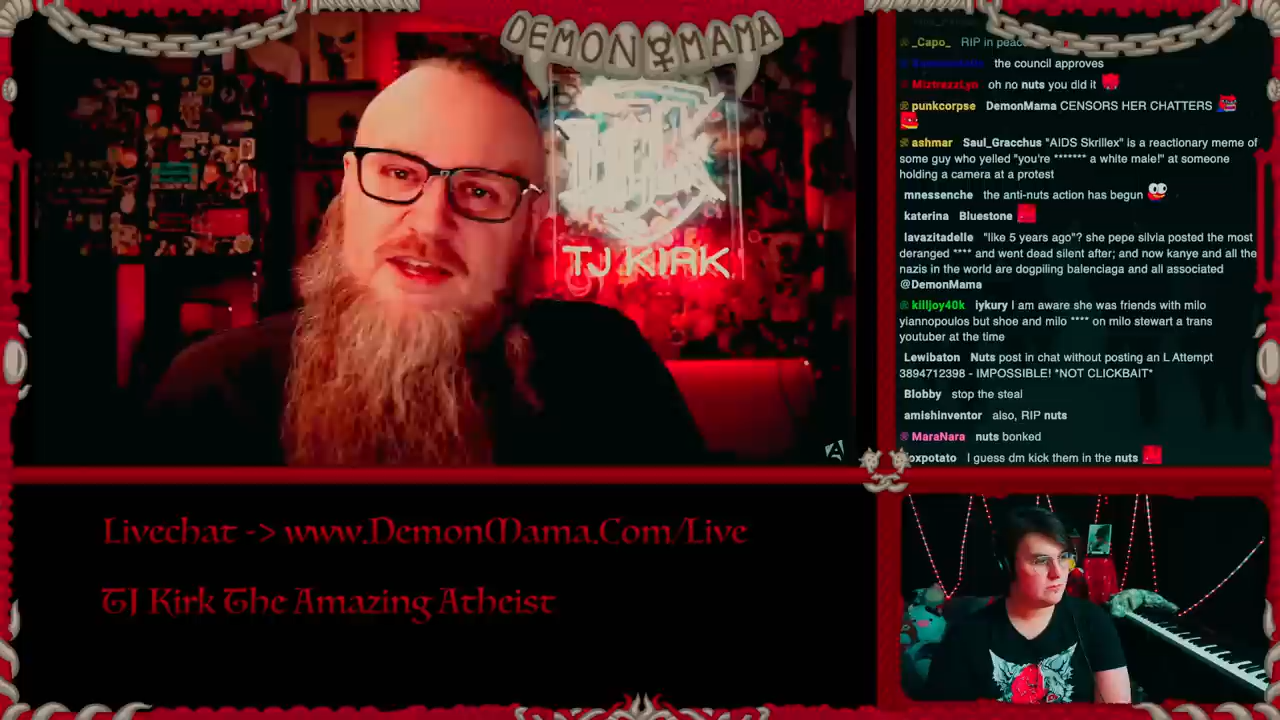 DEMON MAMA
TJ KIRK
_Capo_ RIP in peace
the council approves
MiztrezzLyn oh no nuts you did it
punkcorpse DemonMama CENSORS HER CHATTERS
ashmar Saul_Gracchus "AIDS Skrillex" is a reactionary meme of
some guy who yelled "you're ******* a white male!" at someone
holding a camera at a protest
mnessenche the anti-nuts action has begun
katerina Bluestone
lavazitadelle "like 5 years ago"? she pepe silvia posted the most
deranged **** and went dead silent after; and now kanye and all the
nazis in the world are dogpiling balenciaga and all associated
@DemonMama
killjoy40k iykury I am aware she was friends with milo
yiannopoulos but shoe and milo **** on milo stewart a trans
youtuber at the time
Lewibaton Nuts post in chat without posting an L Attempt
3894712398 - IMPOSSIBLE! *NOT CLICKBAIT*
Blobby stop the steal
amishinventor also, RIP nuts
MaraNara nuts bonked
oxpotato I guess dm kick them in the nuts
Livechat -> www.DemonMama.Com/Live
TJ Kirk The Amazing Atheist